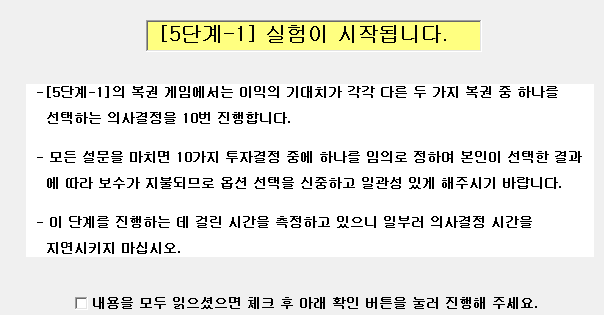 [5단계-1] 실험이 시작됩니다.
-[5단계-1]의 복권 게임에서는 이익의 기대치가 각각 다른 두 가지 복권 중 하나를
선택하는 의사결정을 10번 진행합니다.
- 모든 설문을 마치면 10가지 투자결정 중에 하나를 임의로 정하여 본인이 선택한 결과
에 따라 보수가 지불되므로 옵션 선택을 신중하고 일관성 있게 해주시기 바랍니다.
- 이 단계를 진행하는 데 걸린 시간을 측정하고 있으니 일부러 의사결정 시간을
지연시키지 마십시오.
내용을 모두 읽으셨으면 체크 후 아래 확인 버튼을 눌러 진행해 주세요.